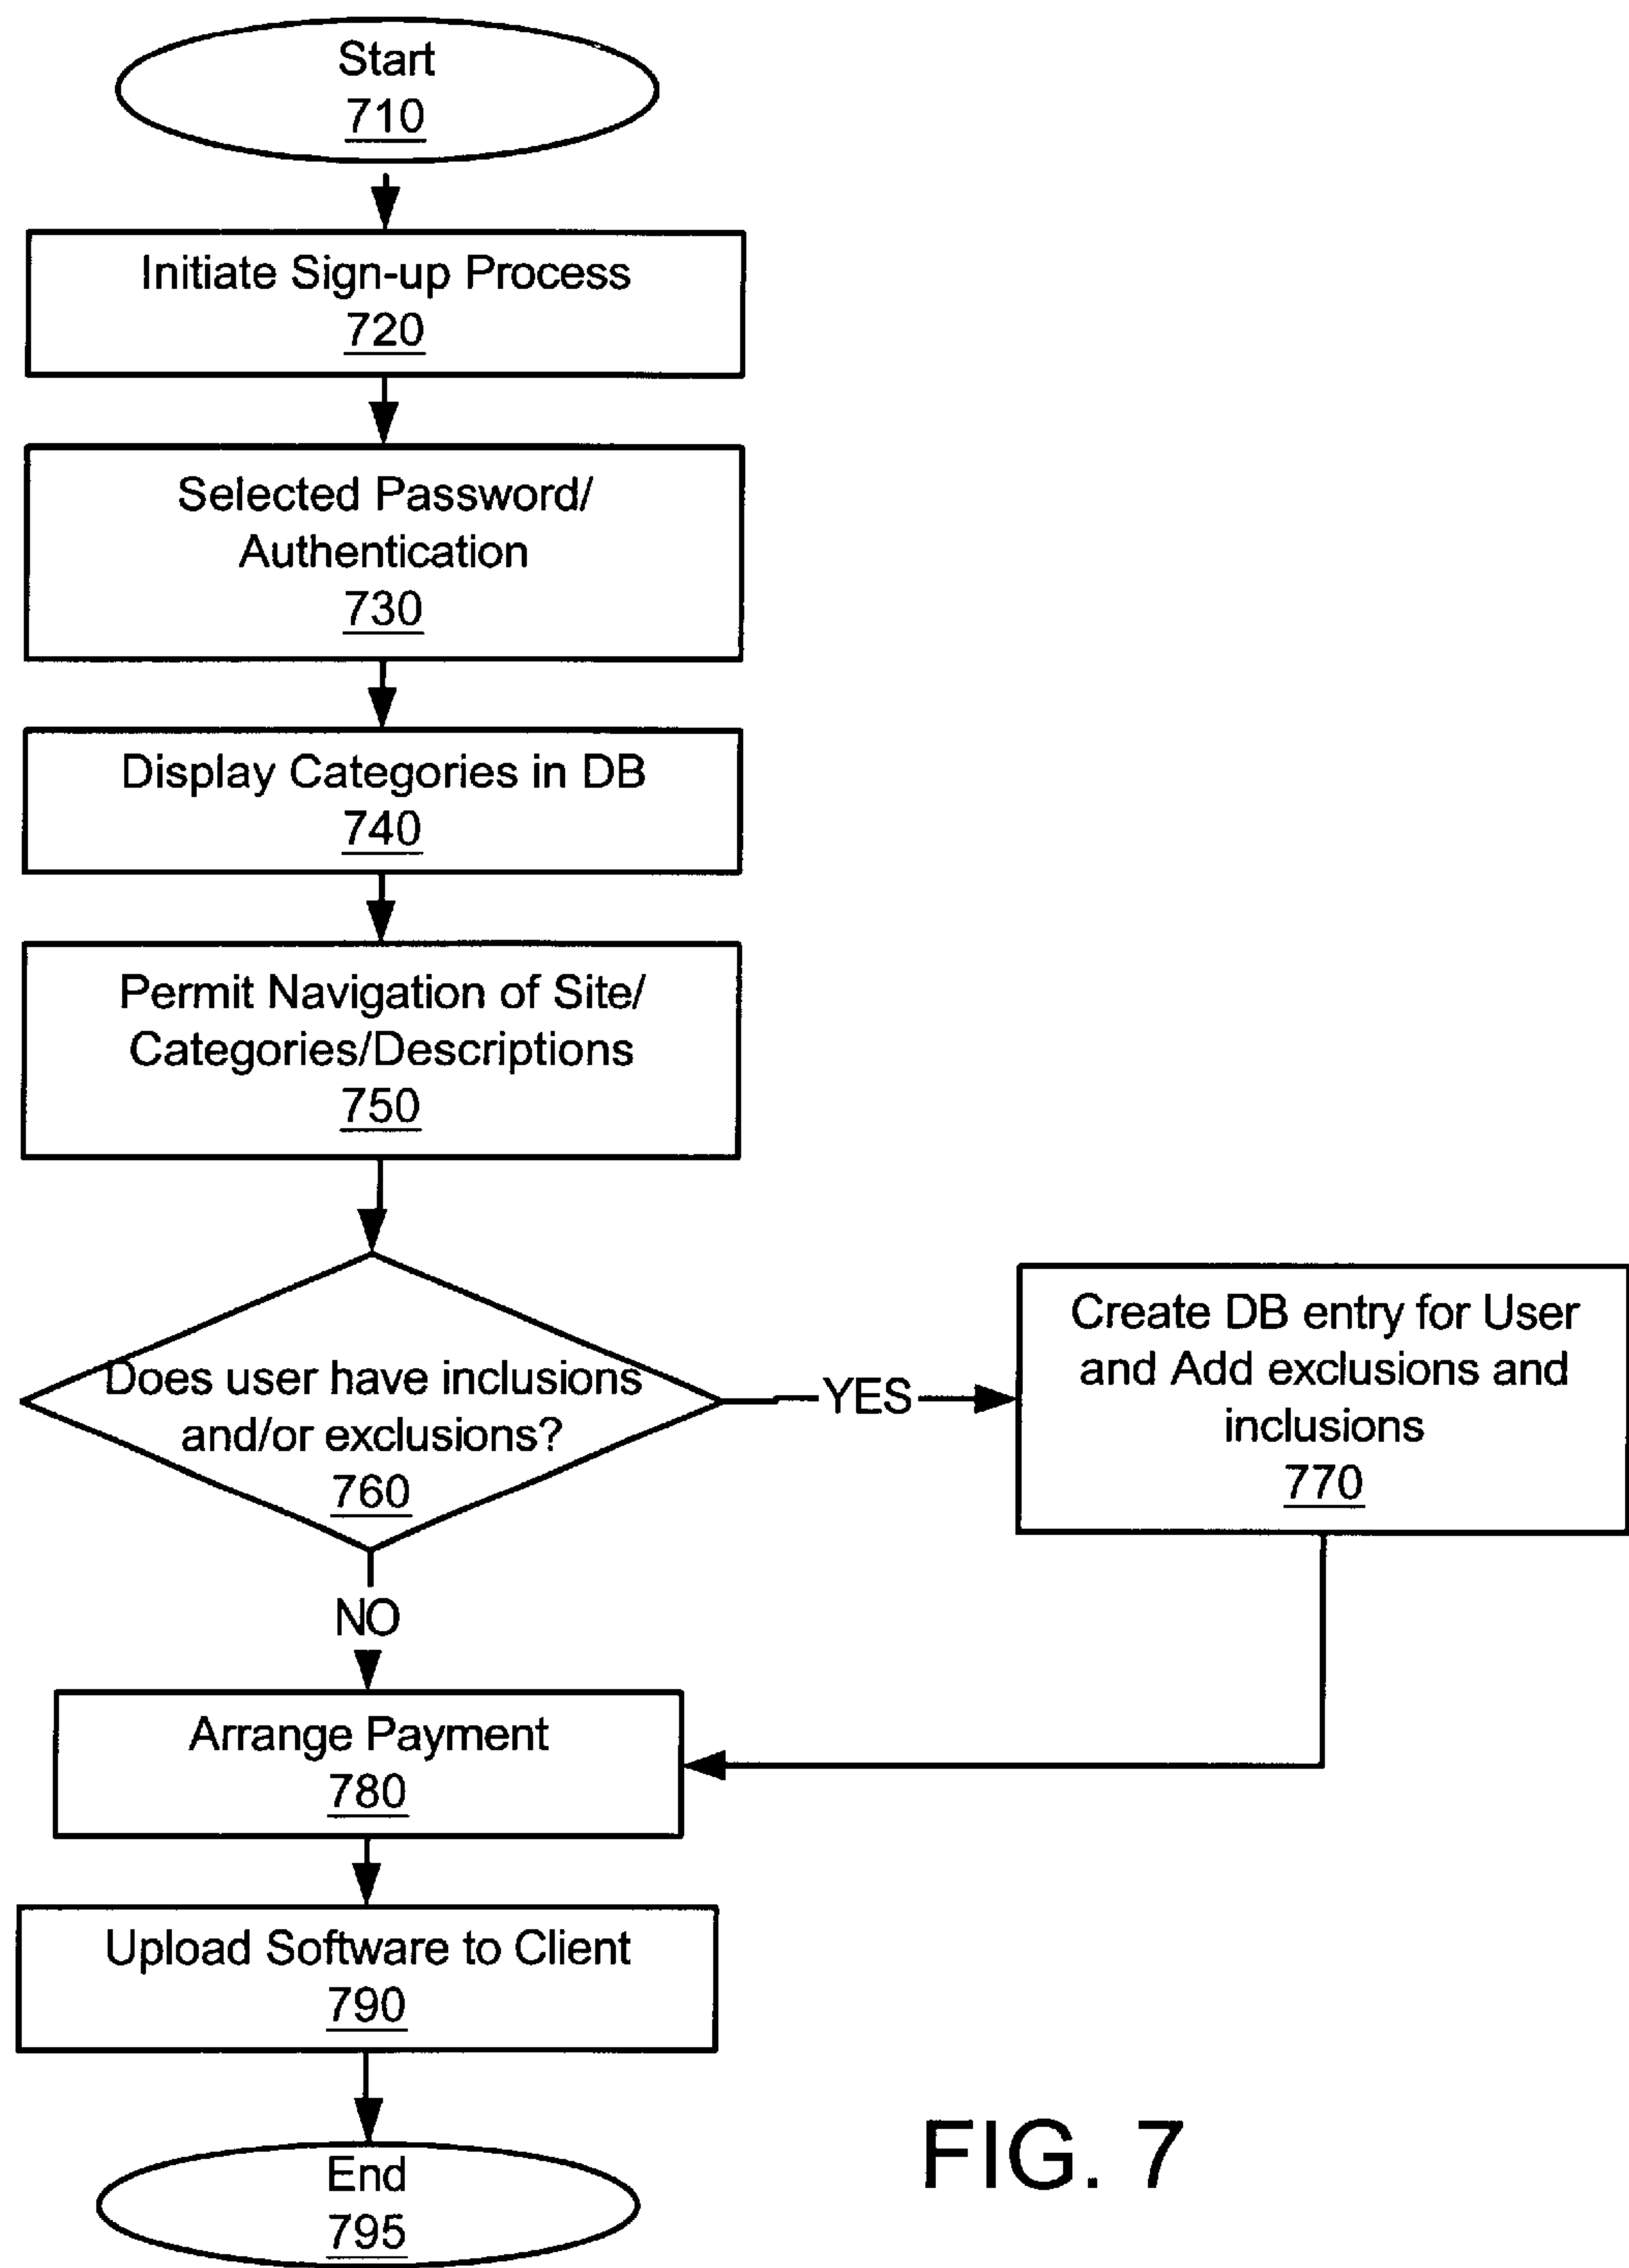 Start
710
Initiate Sign-up Process
720
Selected Password/
Authentication
730
Display Categories in DB
740
Permit Navigation of Site/
Categories/Descriptions
750
Does user have inclusions
and/or exclusions?
760
YES
Create DB entry for User
and Add exclusions and
inclusions
770
NO
Arrange Payment
780
Upload Software to Client
790
End
795
FIG. 7